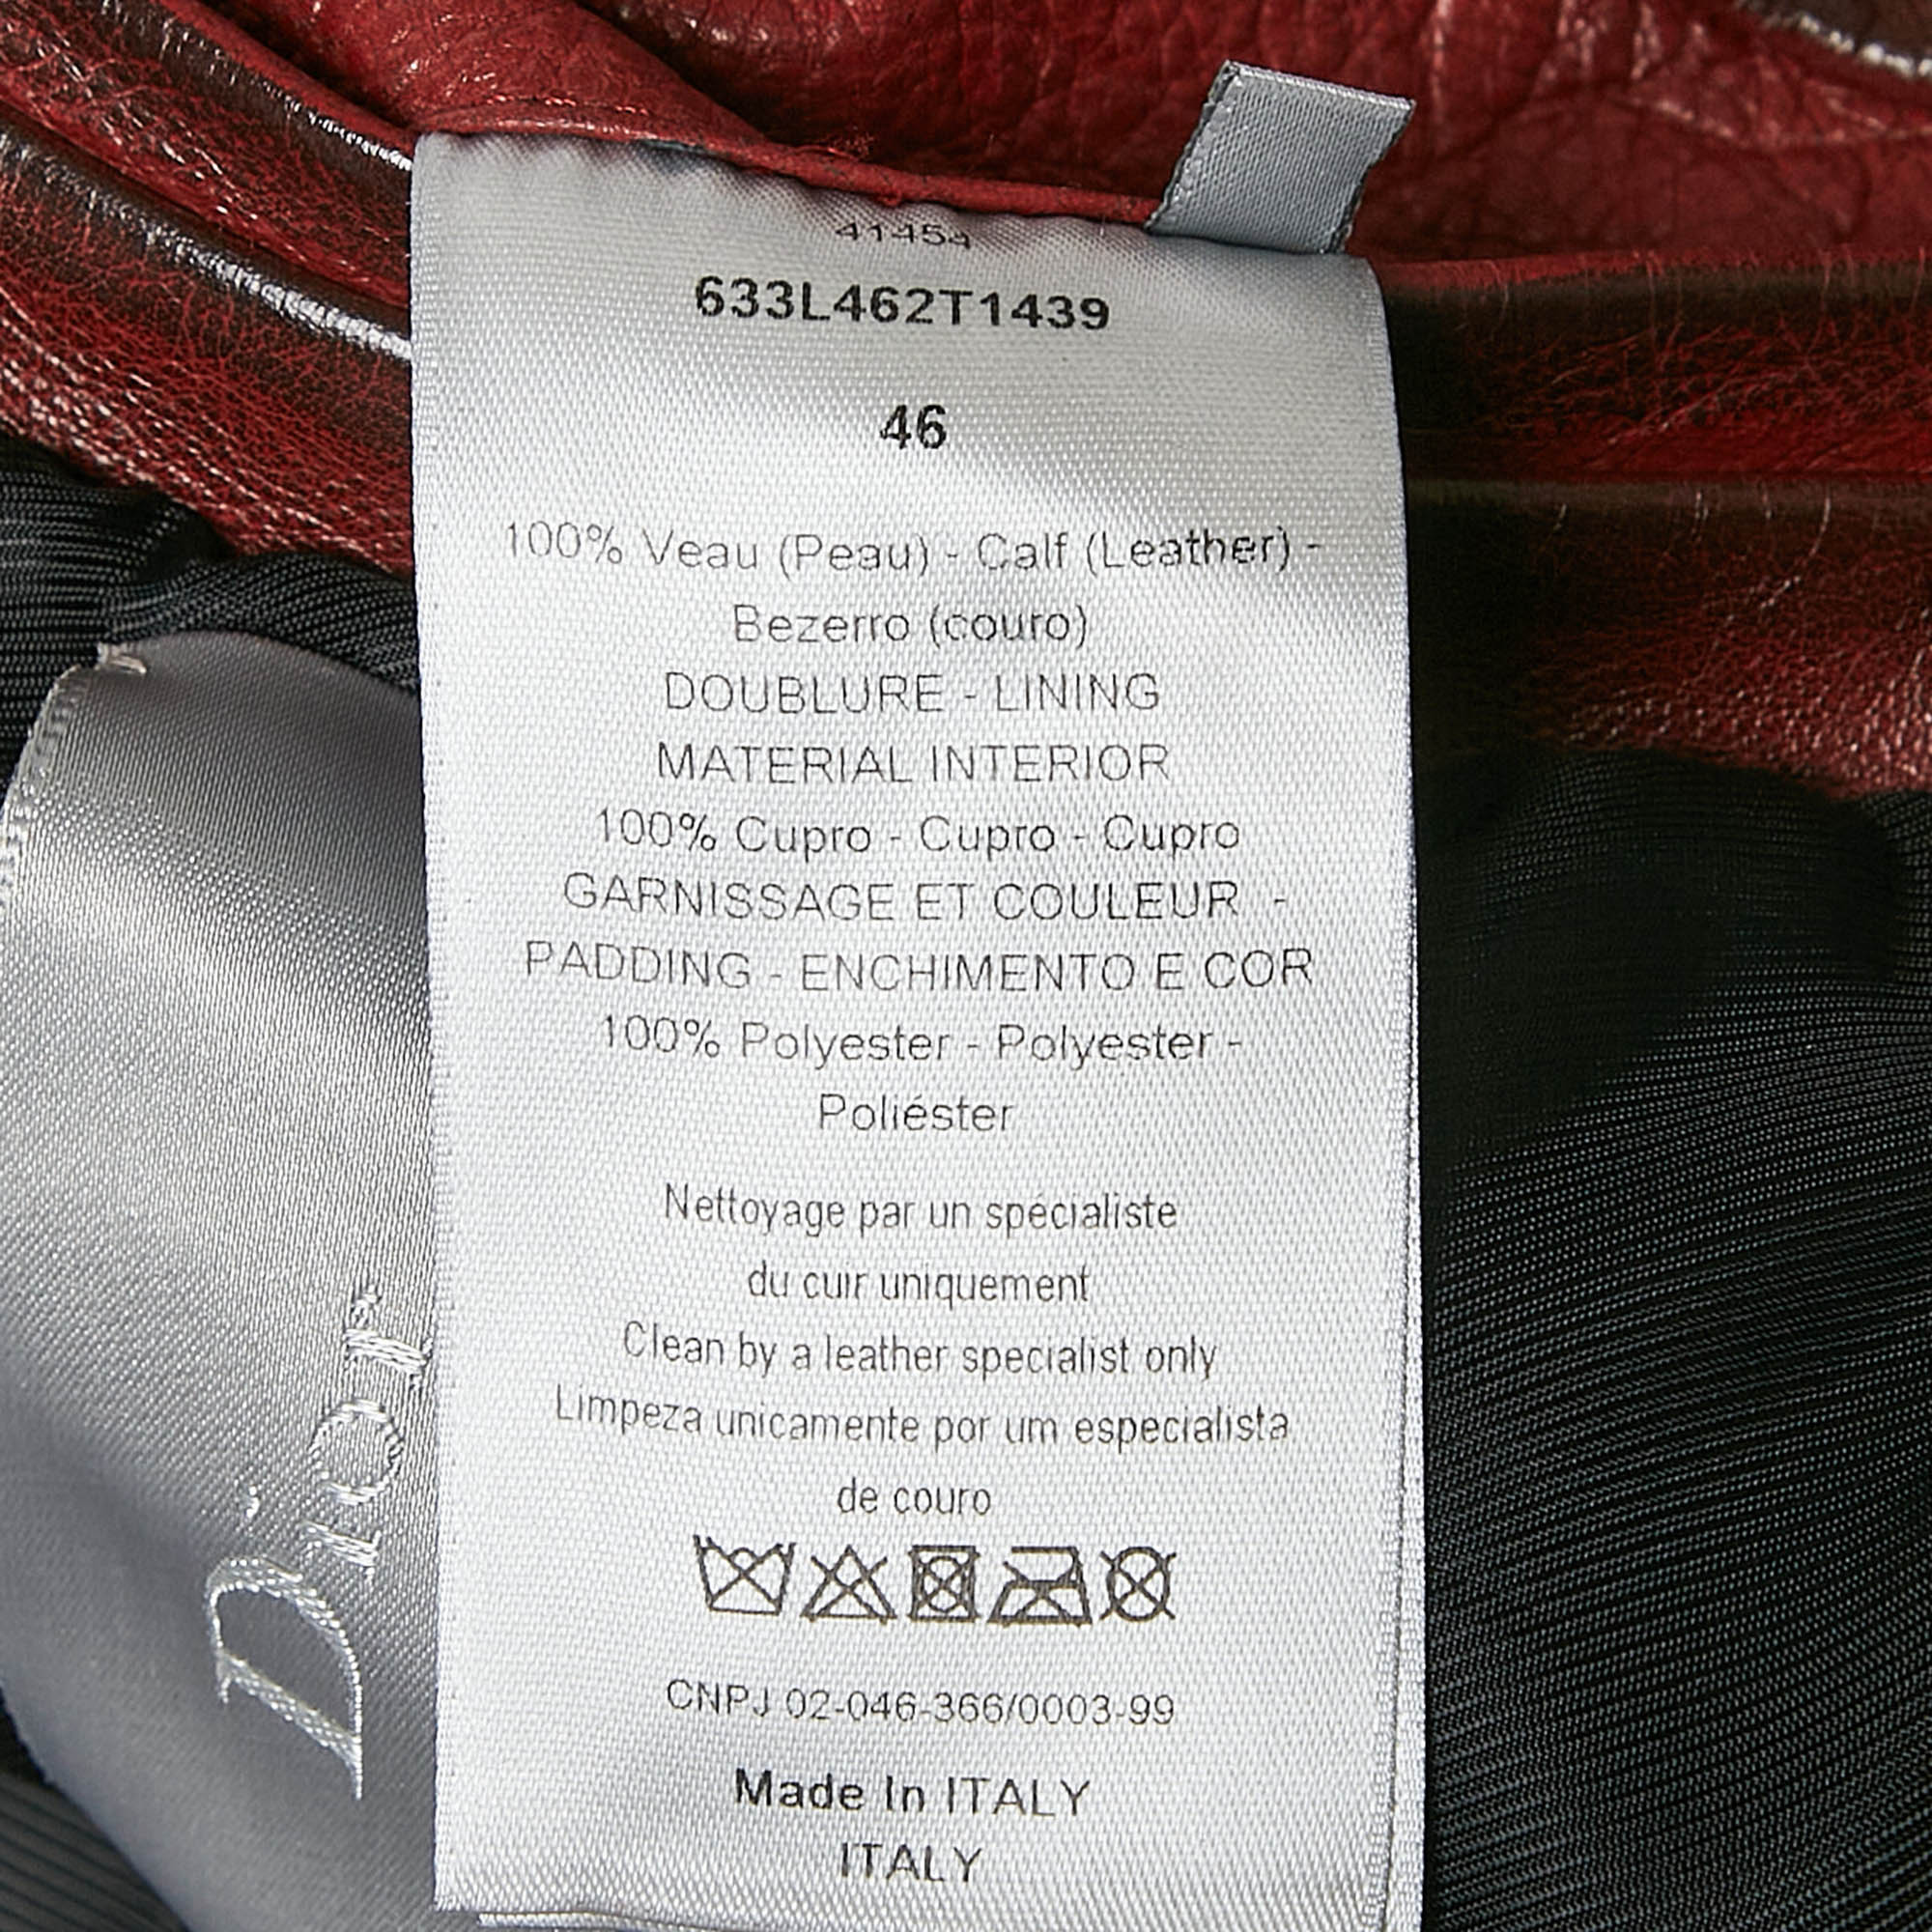 41454
633L462T1439
46
100% Veau (Peau) - Calf (Leather) -
Bezerro (couro)
DOUBLURE - LINING
MATERIAL INTERIOR
100% Cupro - Cupro - Cupro
GARNISSAGE ET COULEUR -
PADDING - ENCHIMENTO E COR
100% Polyester - Polyester -
Poliéster
Nettoyage par un spécialiste
du cuir uniquement
Clean by a leather specialist only
Limpeza unicamente por um especialista
de couro
CNPJ 02-046-366/0003-99
Made In ITALY
ITALY
Dior